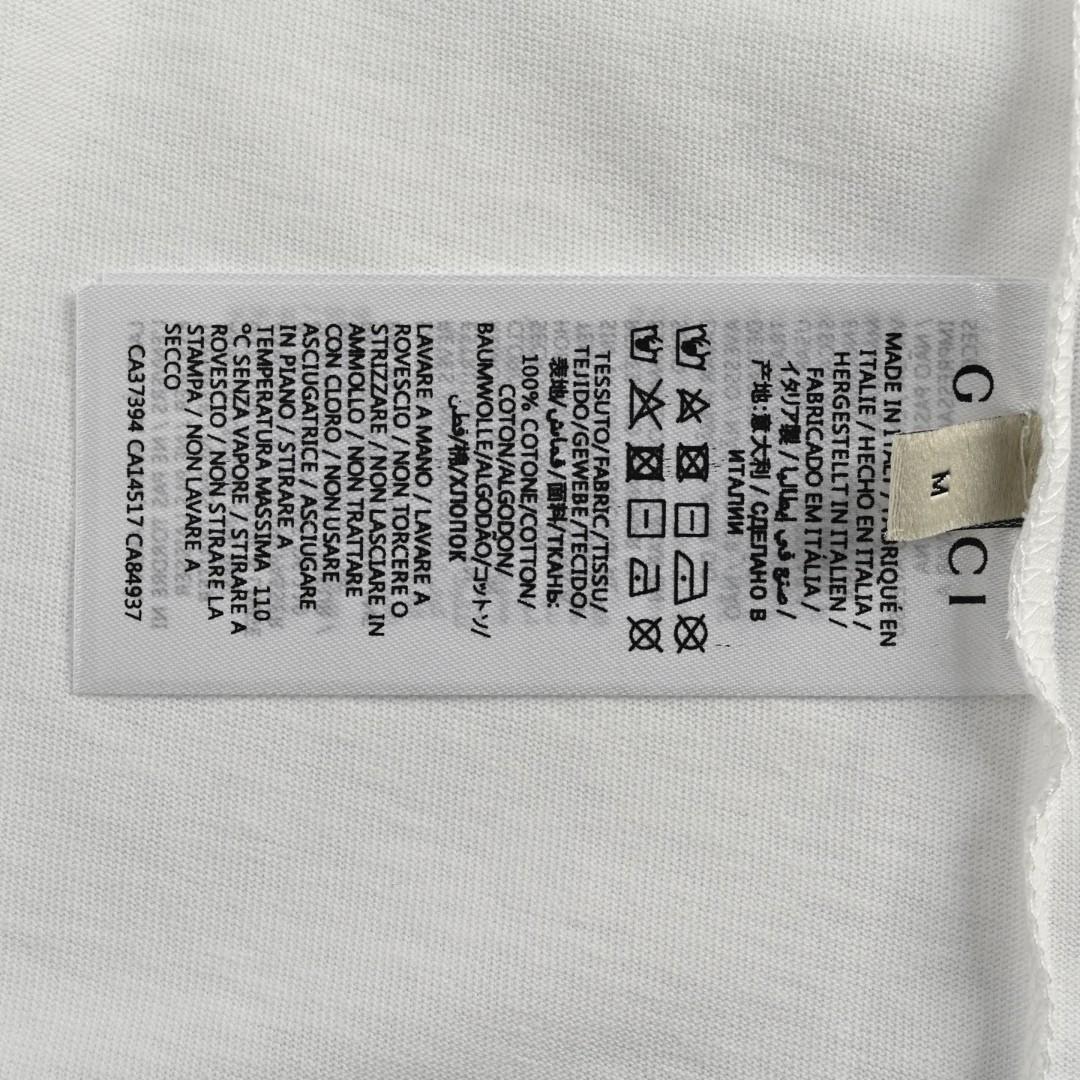 G CI
M
MADE IN ITALY / FABRIQUÉ EN
ITALIE / HECHO EN ITALIA /
HERGESTELLT IN ITALIEN /
FABRICADO EM ITÁLIA /
イタリア製 / صنع في إيطاليا /
产地:意大利 / СДЕЛАНО В
ИТАЛИИ
TESSUTO/FABRIC/TISSU/
TEJIDO/GEWEBE/TECIDO/
表地/قماش/面料/ТКАНЬ:
100% COTONE/COTTON/
COTON/ALGODON/
BAUMWOLLE/ALGODÃO/コットン/
قطن/棉/ХЛОПОК
LAVARE A MANO / LAVARE A
ROVESCIO / NON TORCERE O
STRIZZARE / NON LASCIARE IN
AMMOLLO / NON TRATTARE
CON CLORO / NON USARE
ASCIUGATRICE / ASCIUGARE
IN PIANO / STIRARE A
TEMPERATURA MASSIMA 110
°C SENZA VAPORE / STIRARE A
ROVESCIO / NON STIRARE LA
STAMPA / NON LAVARE A
SECCO
CA37394 CA14517 CA84937